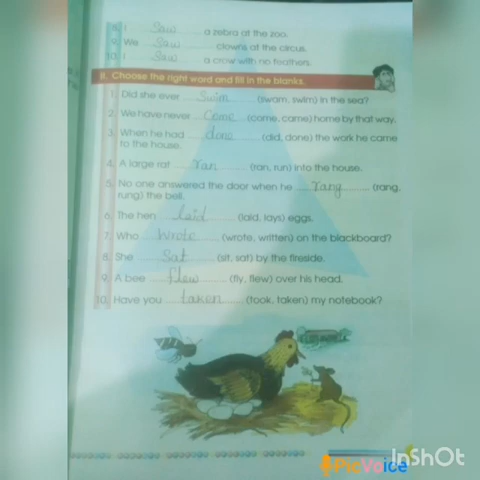 8. I saw a zebra at the zoo.
9. We saw clowns at the circus.
10. I saw a crow with no feathers.
II. Choose the right word and fill in the blanks.
1. Did she ever swim (swam, swim) in the sea?
2. We have never come (come, came) home by that way.
3. When he had done (did, done) the work he came
to the house.
4. A large rat ran (ran, run) into the house.
5. No one answered the door when he rang (rang,
rung) the bell.
6. The hen laid (laid, lays) eggs.
7. Who wrote (wrote, written) on the blackboard?
8. She sat (sit, sat) by the fireside.
9. A bee flew (fly, flew) over his head.
10. Have you taken (took, taken) my notebook?
InShOt
PicVoice